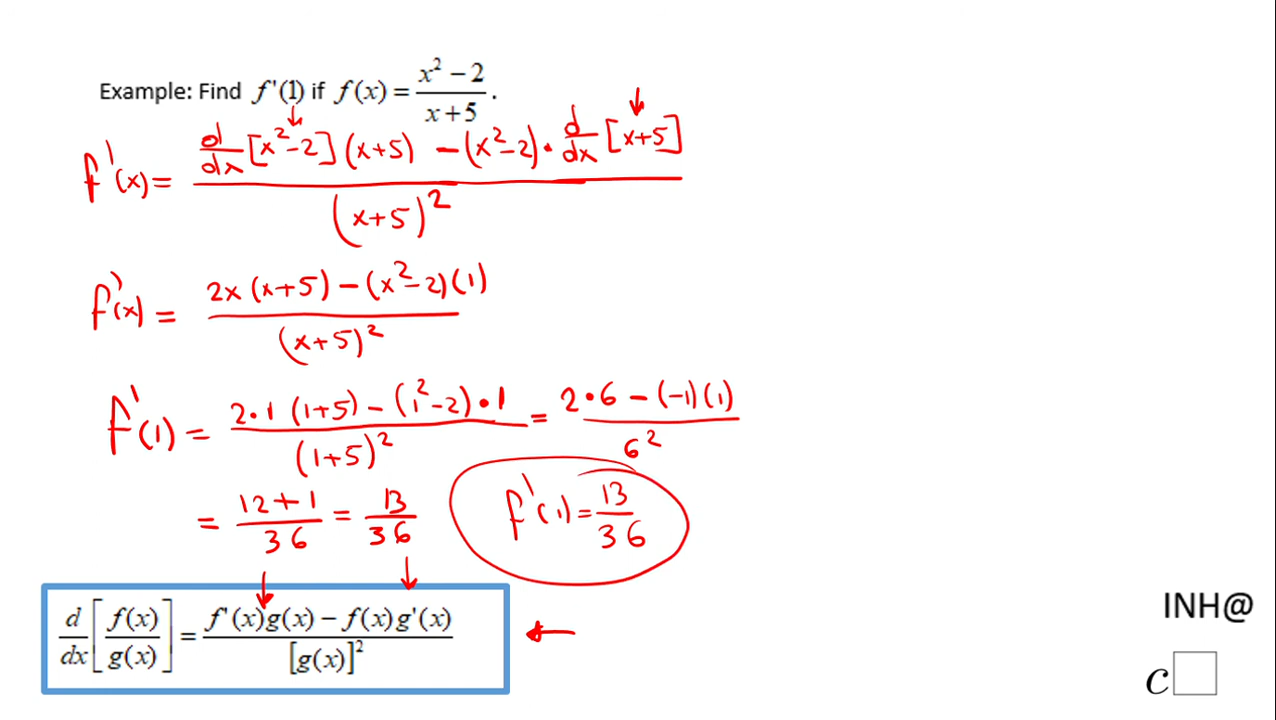 Example: Find f'(1) if f(x) = (x² − 2)/(x + 5).
f'(x) = (d/dx [x²−2] (x+5) − (x²−2) · d/dx [x+5])/(x+5)²
f'(x) = (2x (x+5) − (x²−2)(1))/(x+5)²
f'(1) = (2·1 (1+5) − (1²−2)·1)/(1+5)² = (2·6 − (−1)(1))/6²
= (12+1)/36 = 13/36 f'(1) = 13/36
d/dx [f(x)/g(x)] = (f'(x)g(x) − f(x)g'(x))/[g(x)]²
INH@
c□